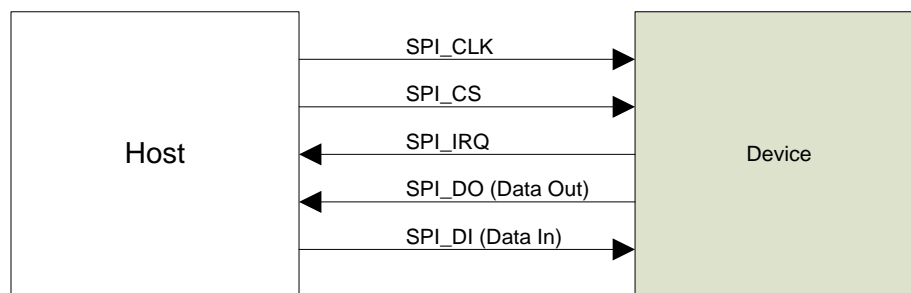 Host
SPI_CLK
SPI_CS
SPI_IRQ
SPI_DO (Data Out)
SPI_DI (Data In)
Device